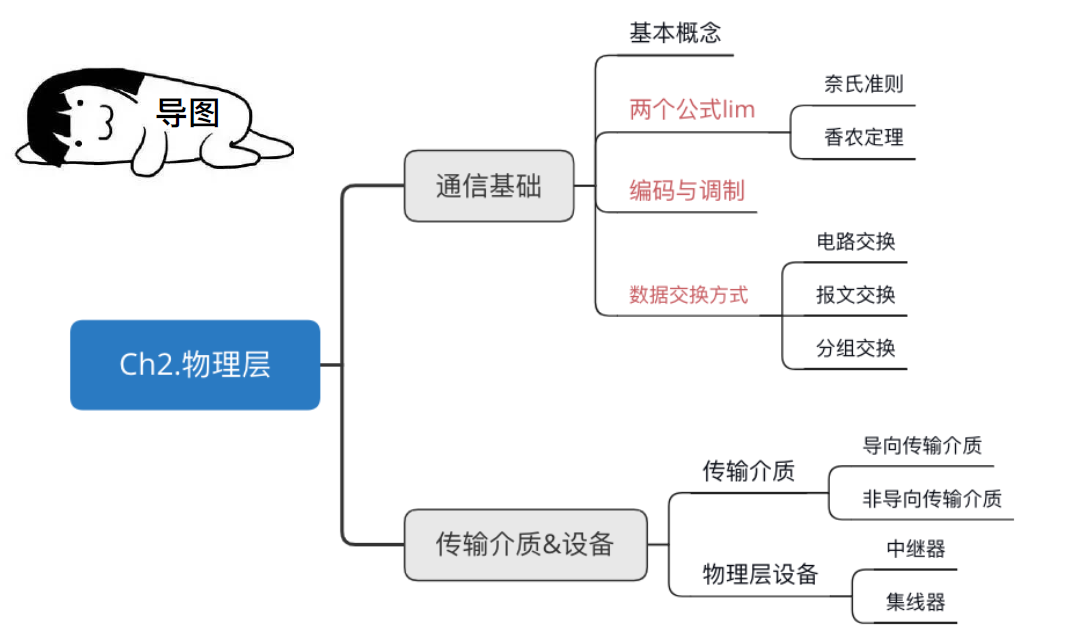 导图
Ch2.物理层
通信基础
基本概念
两个公式lim
奈氏准则
香农定理
编码与调制
数据交换方式
电路交换
报文交换
分组交换
传输介质&设备
传输介质
导向传输介质
非导向传输介质
物理层设备
中继器
集线器